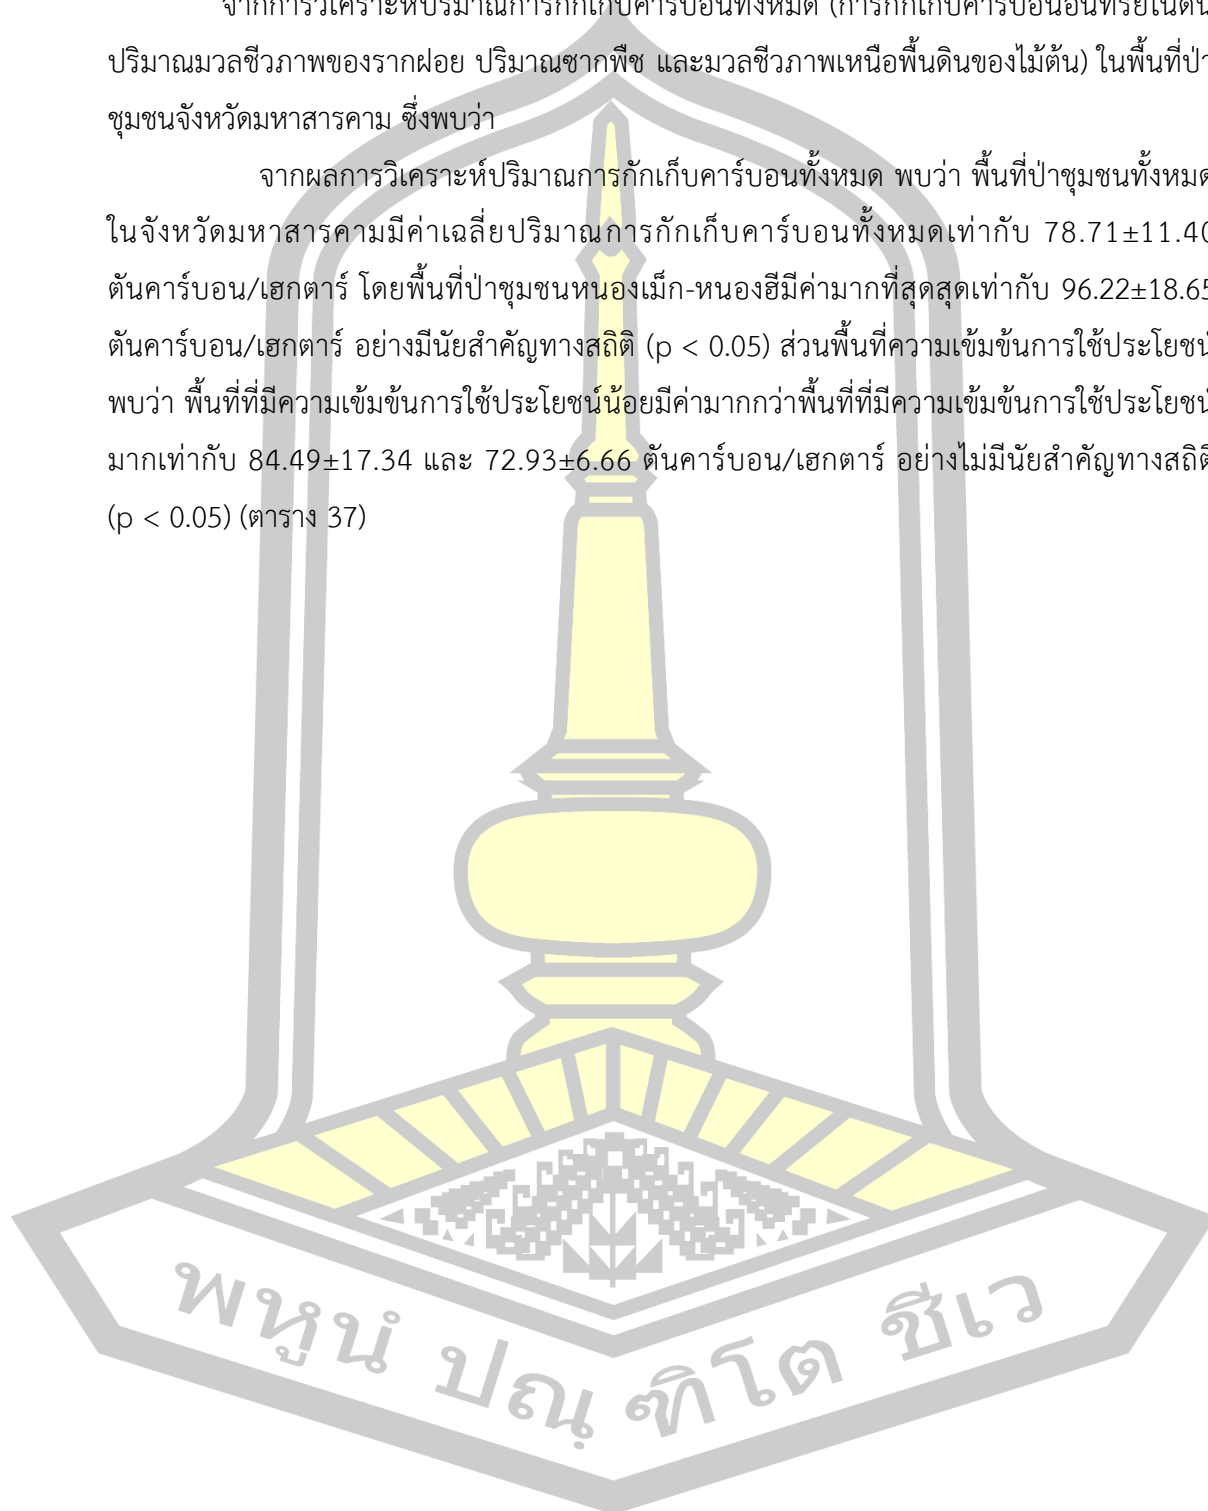 จากการวิเคราะห์ปริมาณการกักเก็บคาร์บอนทั้งหมด (การกักเก็บคาร์บอนอินทรีย์ในดิน
ปริมาณมวลชีวภาพของรากฝอย ปริมาณซากพืช และมวลชีวภาพเหนือพื้นดินของไม้ต้น) ในพื้นที่ป่า
ชุมชนจังหวัดมหาสารคาม ซึ่งพบว่า
จากผลการวิเคราะห์ปริมาณการกักเก็บคาร์บอนทั้งหมด พบว่า พื้นที่ป่าชุมชนทั้งหมด
ในจังหวัดมหาสารคามมีค่าเฉลี่ยปริมาณการกักเก็บคาร์บอนทั้งหมดเท่ากับ 78.71±11.40
ตันคาร์บอน/เฮกตาร์ โดยพื้นที่ป่าชุมชนหนองเม็ก-หนองฮีมีค่ามากที่สุดสุดเท่ากับ 96.22±18.65
ตันคาร์บอน/เฮกตาร์ อย่างมีนัยสำคัญทางสถิติ (p < 0.05) ส่วนพื้นที่ความเข้มข้นการใช้ประโยชน์
พบว่า พื้นที่ที่มีความเข้มข้นการใช้ประโยชน์น้อยมีค่ามากกว่าพื้นที่ที่มีความเข้มข้นการใช้ประโยชน์
มากเท่ากับ 84.49±17.34 และ 72.93±6.66 ตันคาร์บอน/เฮกตาร์ อย่างไม่มีนัยสำคัญทางสถิติ
(p < 0.05) (ตาราง 37)
พหูนํ ปณฺ ฑิโต ชีเว